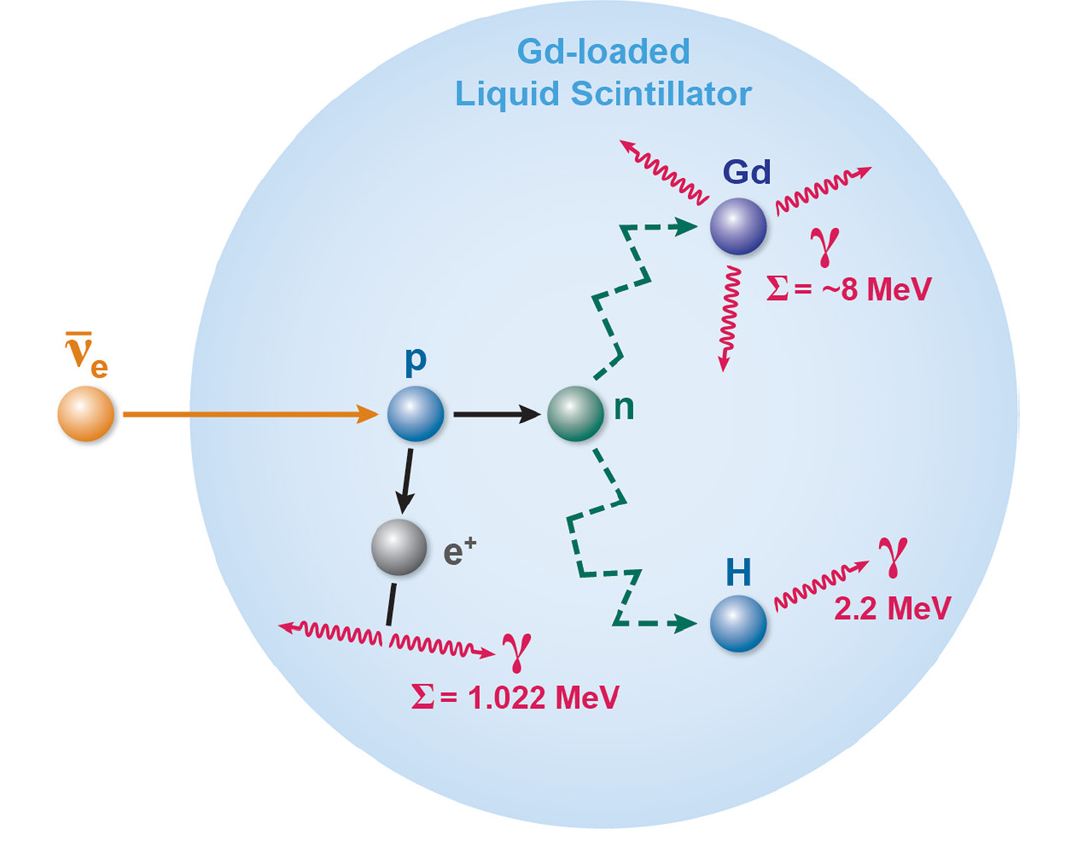 Gd-loaded
Liquid Scintillator
Gd
γ
Σ = ~8 MeV
ν̅e
p
n
e⁺
H
γ
2.2 MeV
γ
Σ = 1.022 MeV